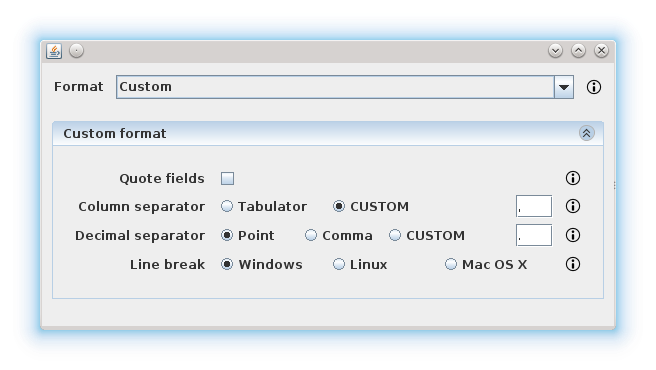 Format Custom
Custom format
Quote fields
Column separator Tabulator CUSTOM ,
Decimal separator Point Comma CUSTOM .
Line break Windows Linux Mac OS X